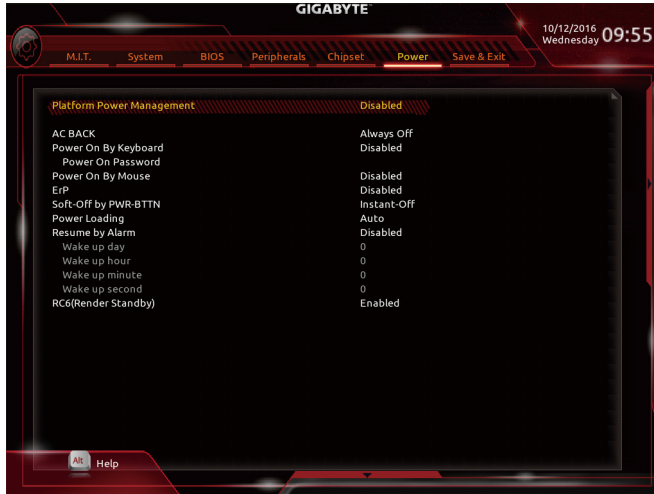 GIGABYTE™
10/12/2016
Wednesday 09:55
M.I.T. System BIOS Peripherals Chipset Power Save & Exit
Platform Power Management Disabled
AC BACK Always Off
Power On By Keyboard Disabled
Power On Password
Power On By Mouse Disabled
ErP Disabled
Soft-Off by PWR-BTTN Instant-Off
Power Loading Auto
Resume by Alarm Disabled
Wake up day 0
Wake up hour 0
Wake up minute 0
Wake up second 0
RC6(Render Standby) Enabled
Alt Help